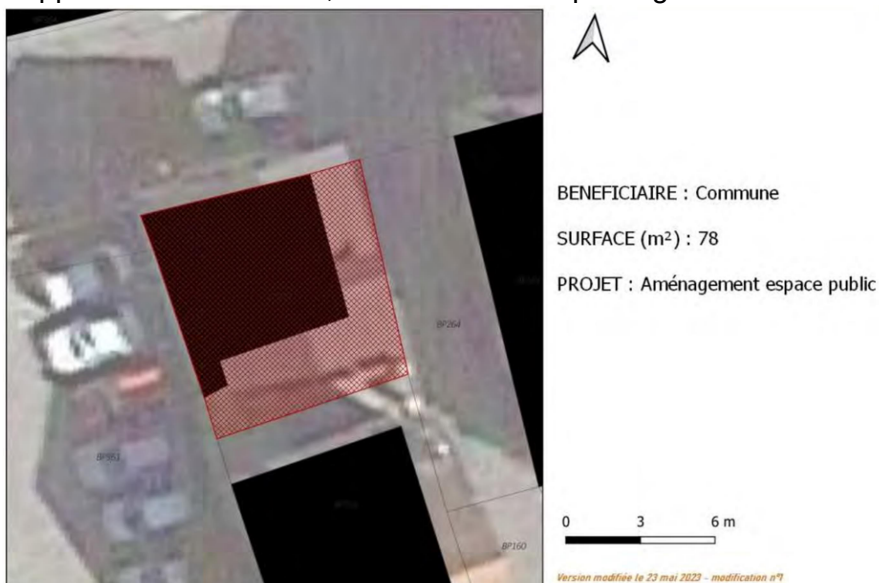 BENEFICIAIRE : Commune
SURFACE (m²) : 78
PROJET : Aménagement espace public
BP264
BP561
BP160
0 3 6 m
Version modifiée le 23 mai 2023 - modification n°1